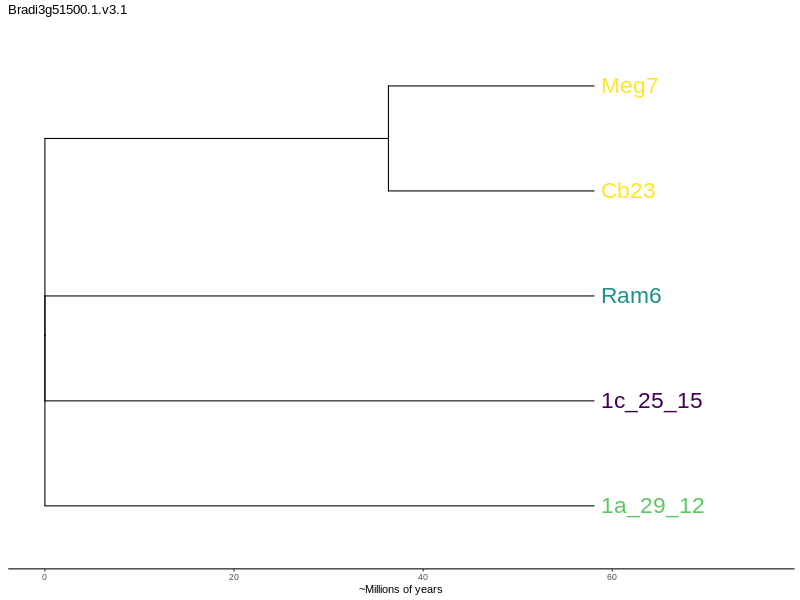 Bradi3g51500.1.v3.1
Meg7
Cb23
Ram6
1c_25_15
1a_29_12
0 20 40 60
~Millions of years